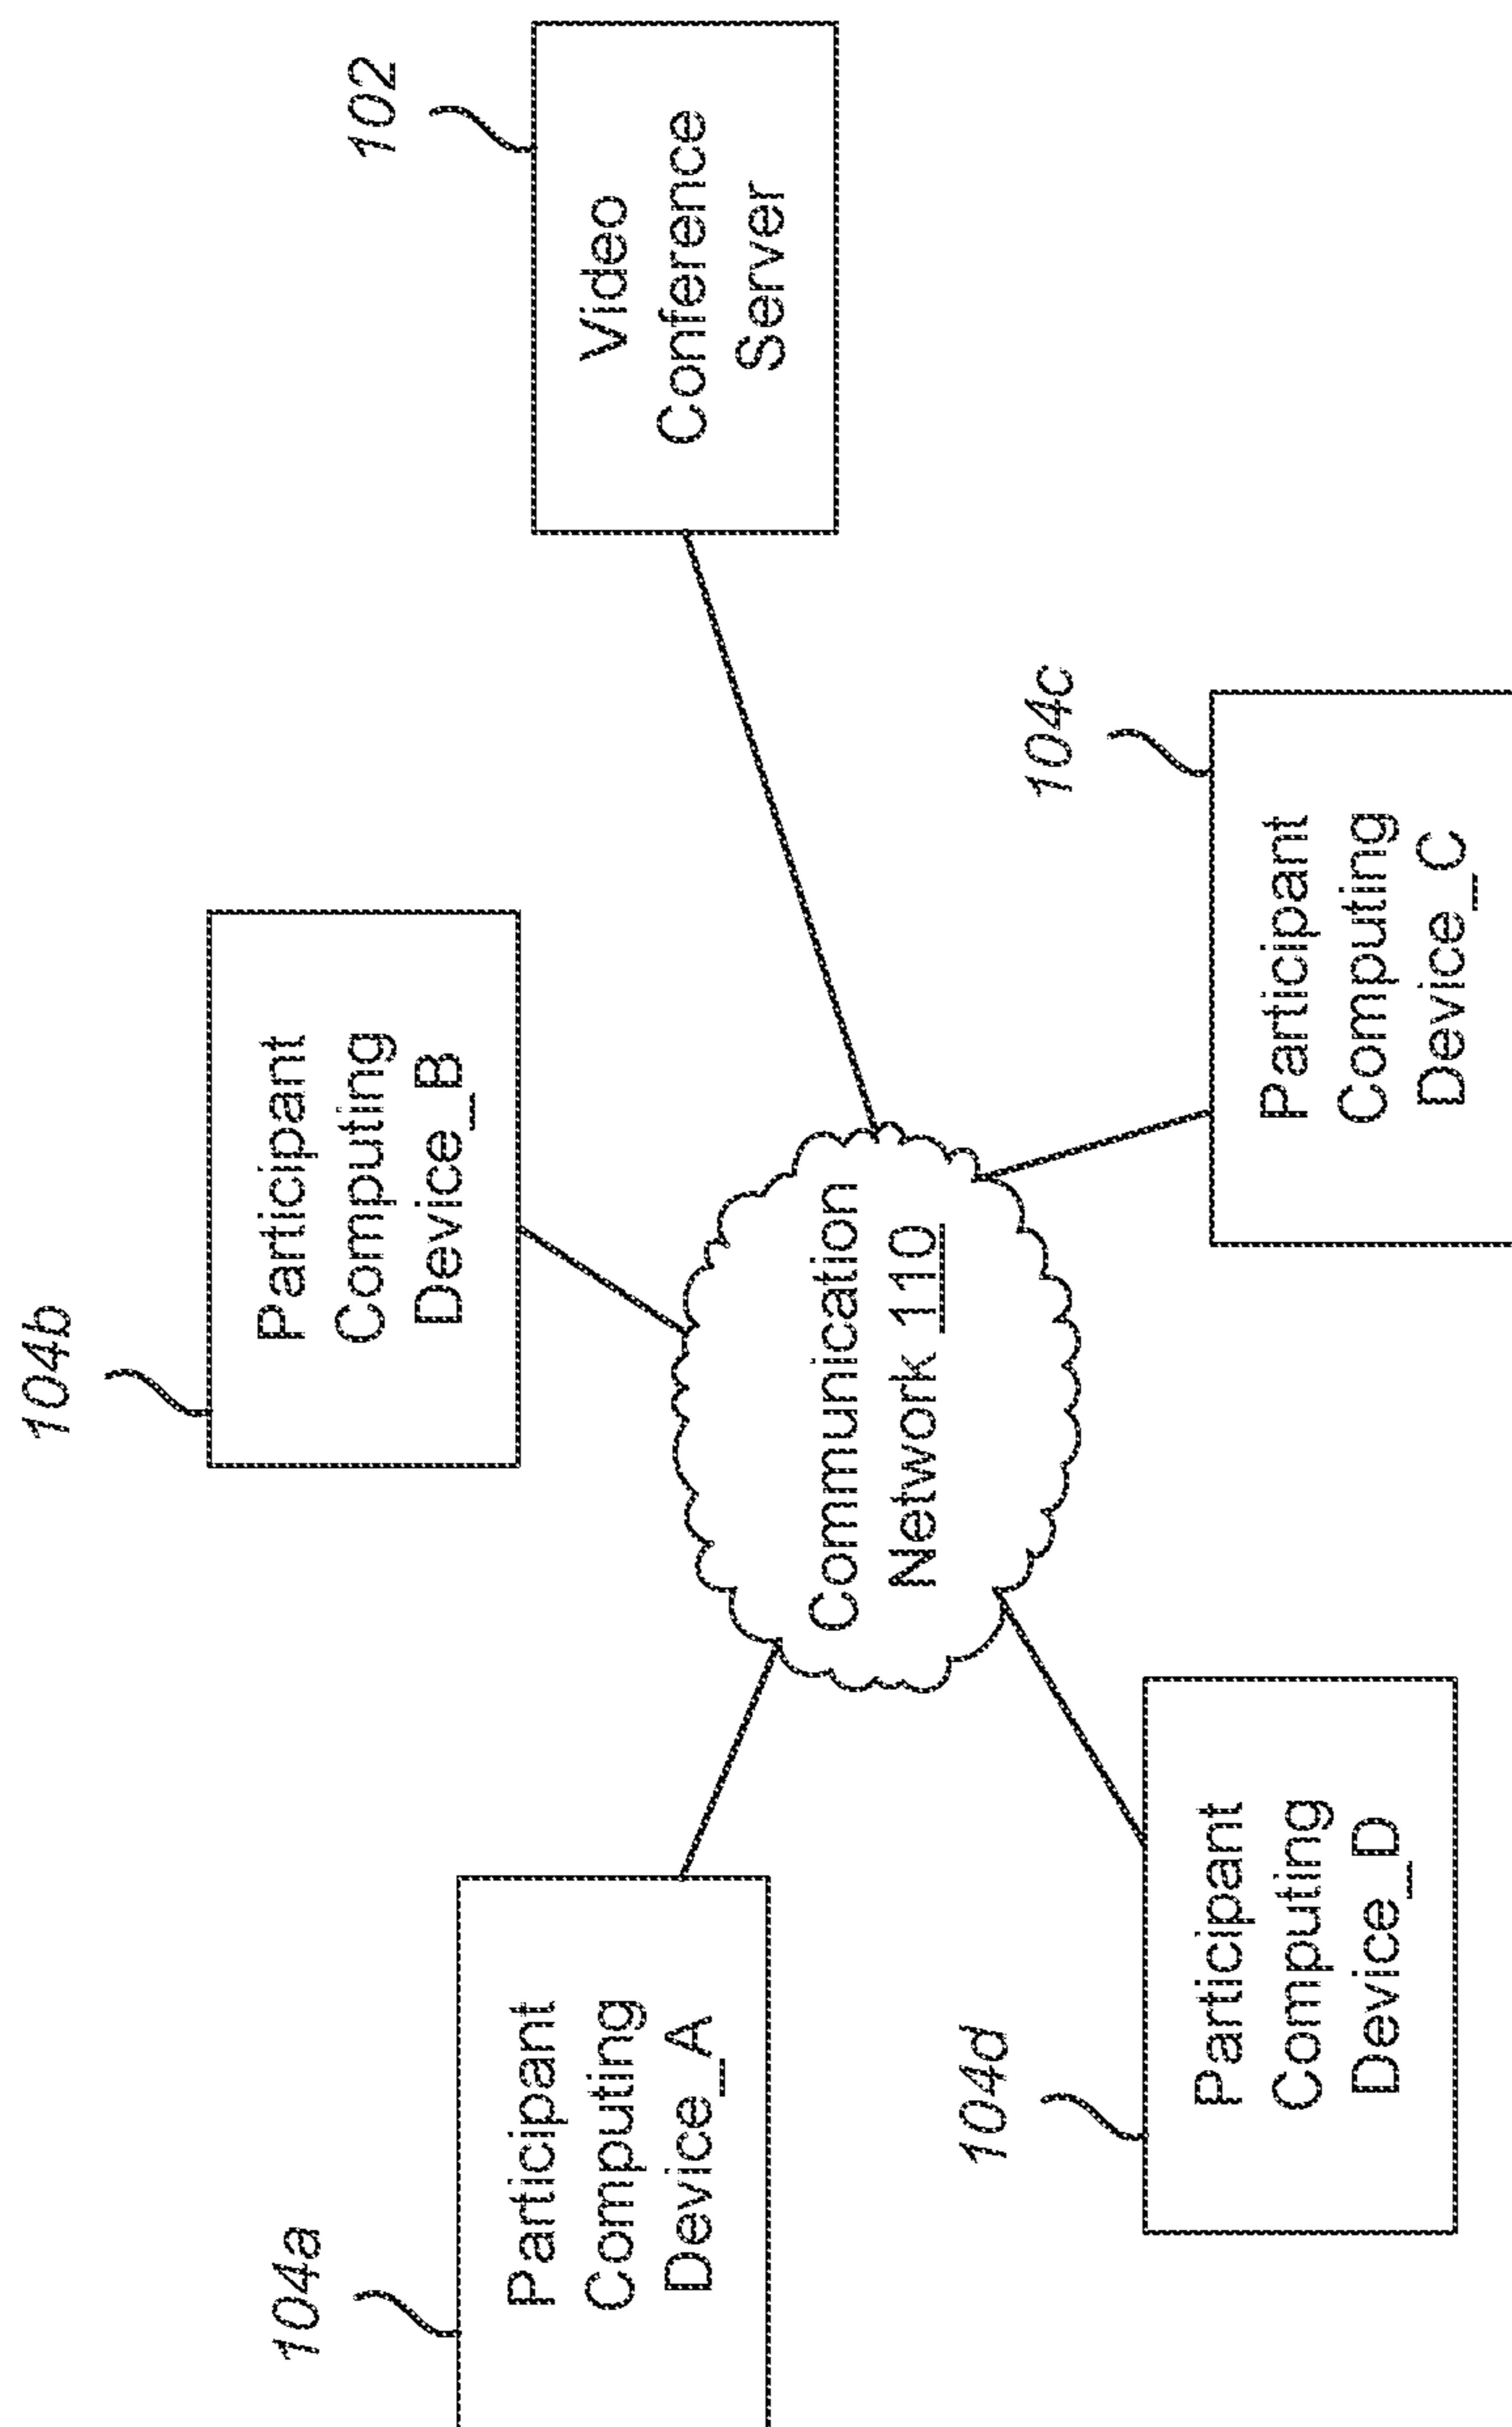 104b
Participant
Computing
Device_B
104a
Participant
Computing
Device_A
102
Video
Conference
Server
Communication
Network 110
104d
Participant
Computing
Device_D
104c
Participant
Computing
Device_C